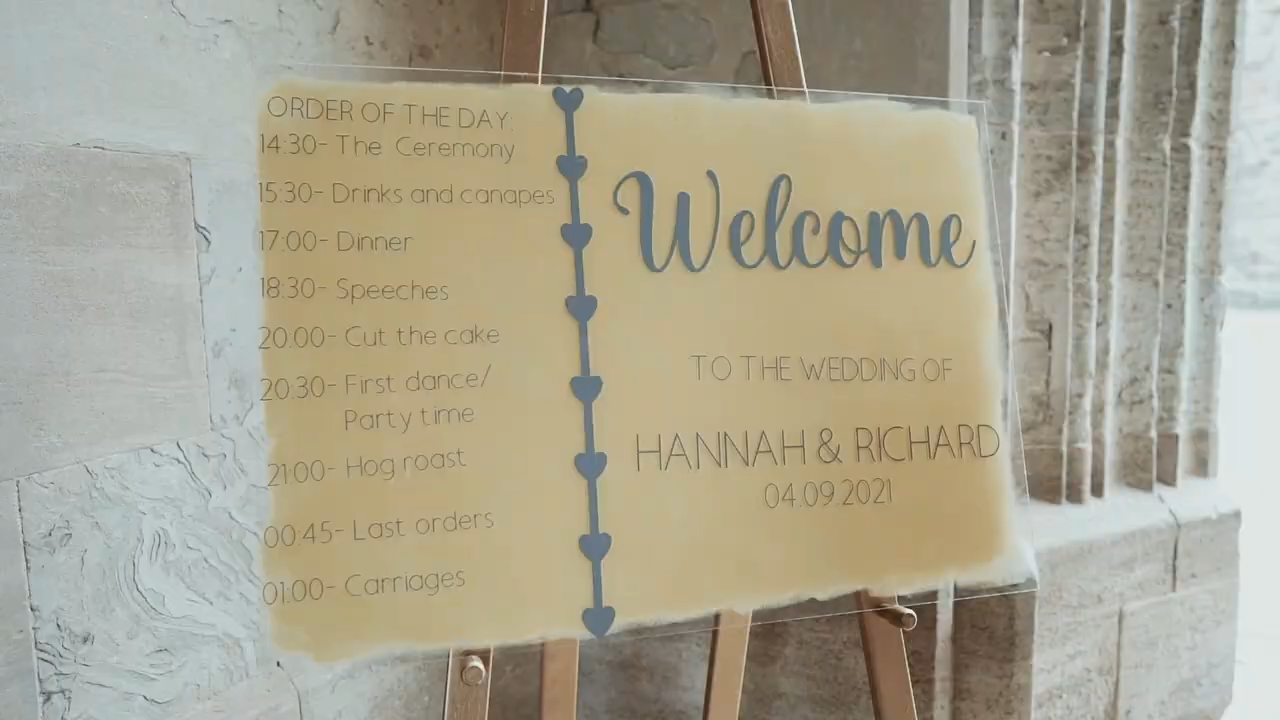 ORDER OF THE DAY:
14:30- The Ceremony
15:30- Drinks and canapes
17:00- Dinner
18:30- Speeches
20:00- Cut the cake
20:30- First dance/
Party time
21:00- Hog roast
00:45- Last orders
01:00- Carriages
Welcome
TO THE WEDDING OF
HANNAH & RICHARD
04.09.2021